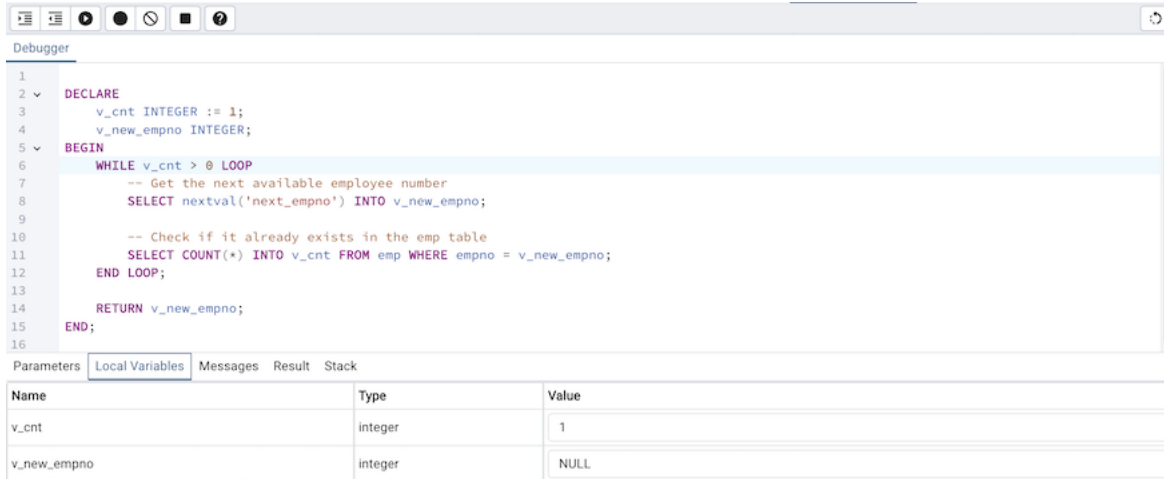 Debugger
1
2 DECLARE
3 v_cnt INTEGER := 1;
4 v_new_empno INTEGER;
5 BEGIN
6 WHILE v_cnt > 0 LOOP
7 -- Get the next available employee number
8 SELECT nextval('next_empno') INTO v_new_empno;
9
10 -- Check if it already exists in the emp table
11 SELECT COUNT(*) INTO v_cnt FROM emp WHERE empno = v_new_empno;
12 END LOOP;
13
14 RETURN v_new_empno;
15 END;
16
Parameters Local Variables Messages Result Stack
Name Type Value
v_cnt integer 1
v_new_empno integer NULL